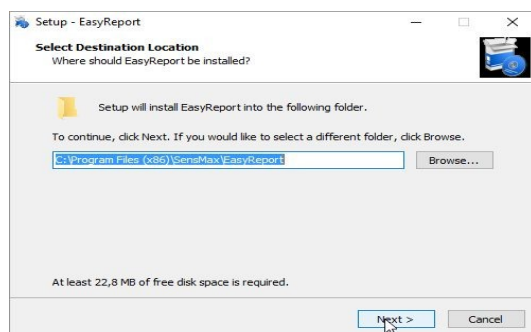 Setup - EasyReport
Select Destination Location
Where should EasyReport be installed?
Setup will install EasyReport into the following folder.
To continue, click Next. If you would like to select a different folder, click Browse.
C:\Program Files (x86)\SensMax\EasyReport
Browse...
At least 22,8 MB of free disk space is required.
Next >
Cancel